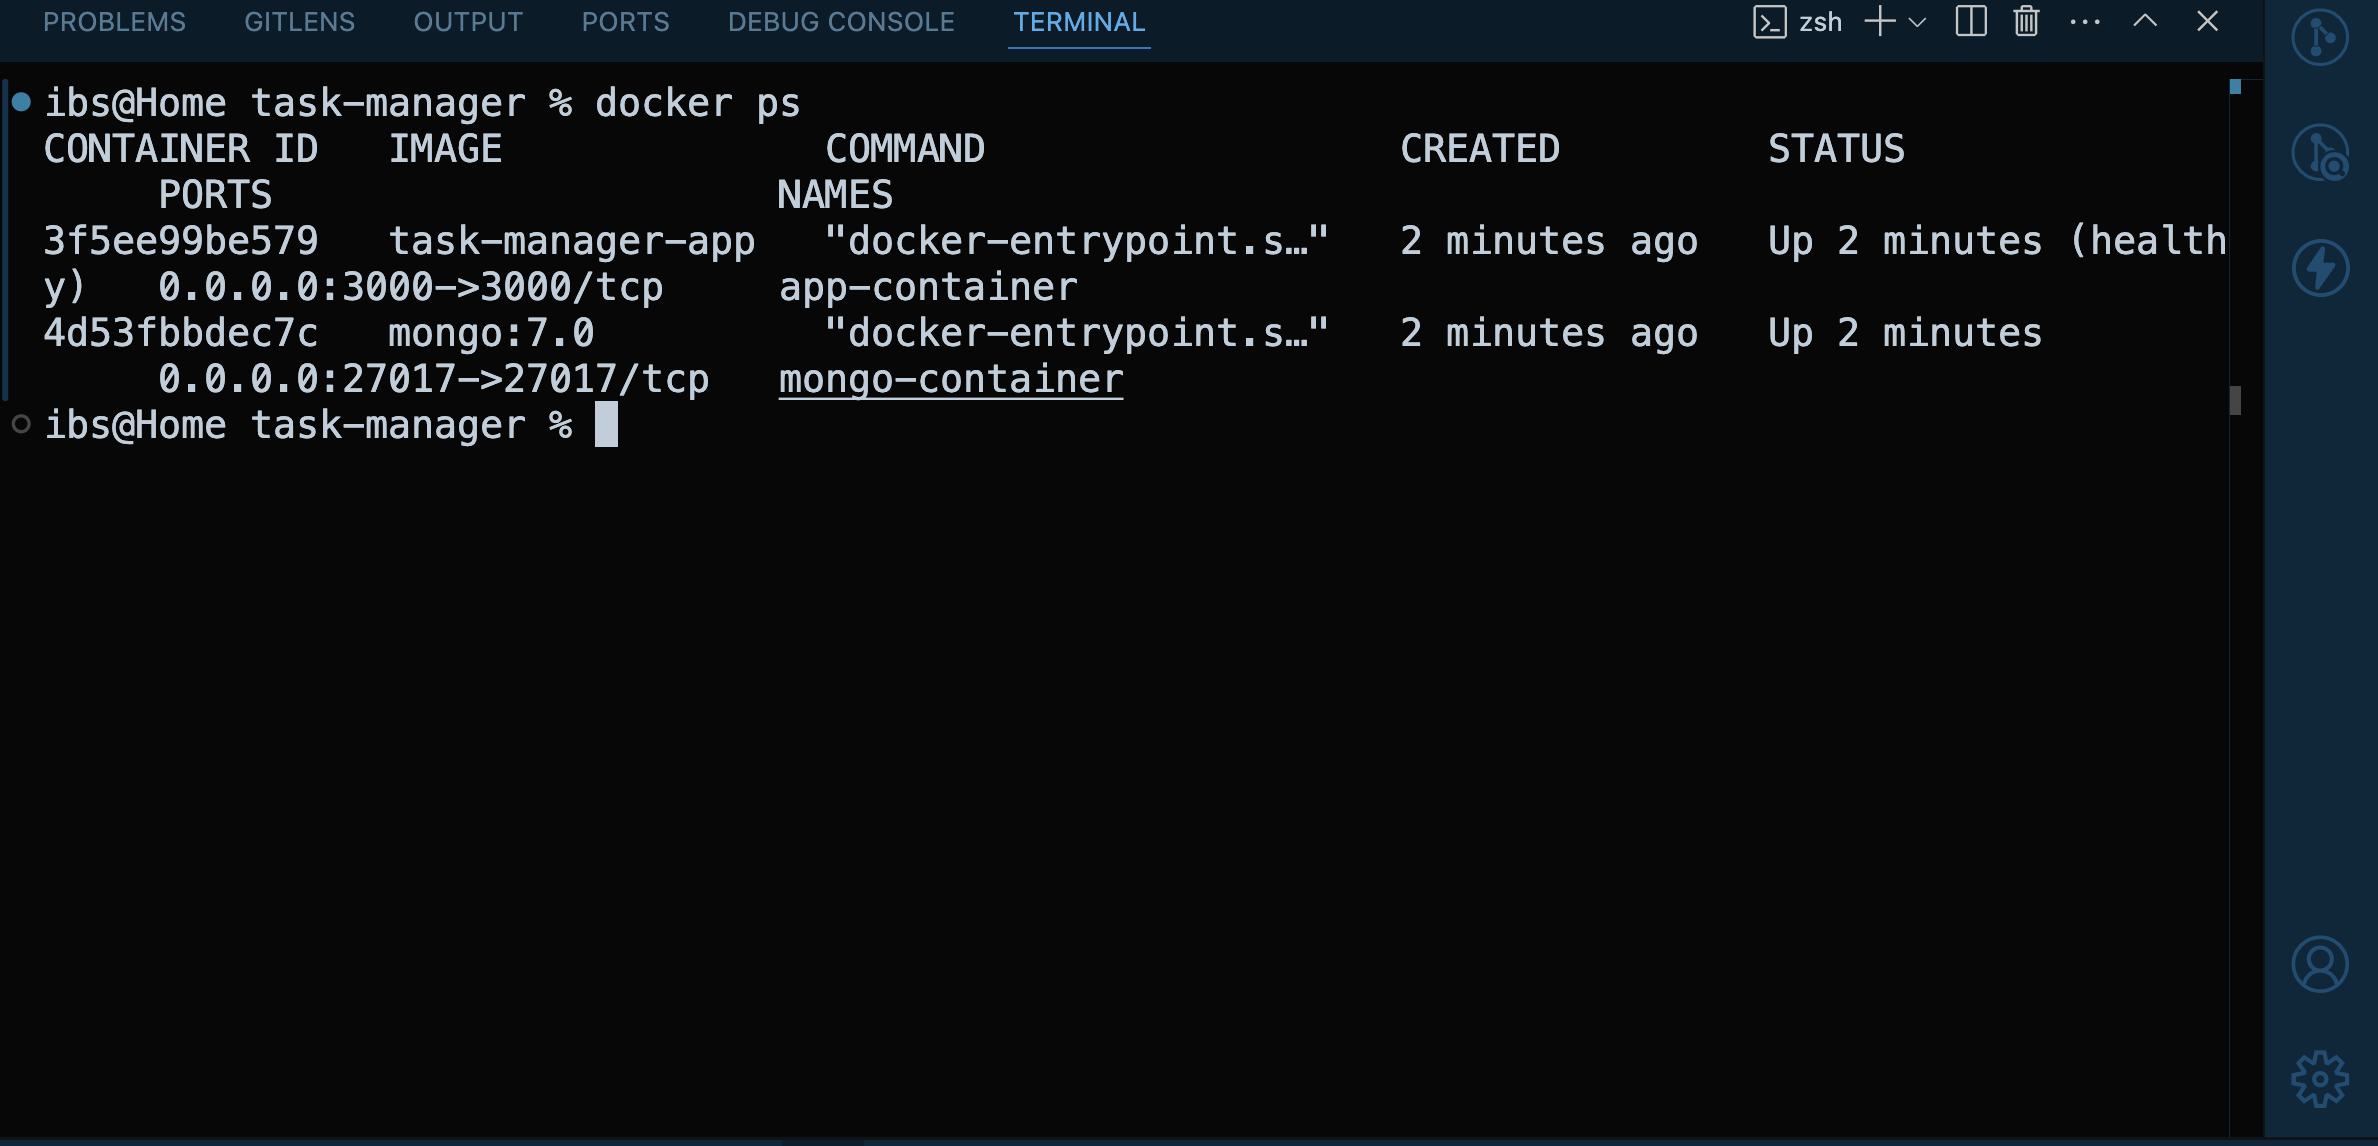 PROBLEMS GITLENS OUTPUT PORTS DEBUG CONSOLE TERMINAL zsh
ibs@Home task-manager % docker ps
CONTAINER ID   IMAGE              COMMAND                  CREATED         STATUS
     PORTS                      NAMES
3f5ee99be579   task-manager-app   "docker-entrypoint.s…"   2 minutes ago   Up 2 minutes (health
y)   0.0.0.0:3000->3000/tcp     app-container
4d53fbbdec7c   mongo:7.0          "docker-entrypoint.s…"   2 minutes ago   Up 2 minutes
     0.0.0.0:27017->27017/tcp   mongo-container
ibs@Home task-manager %